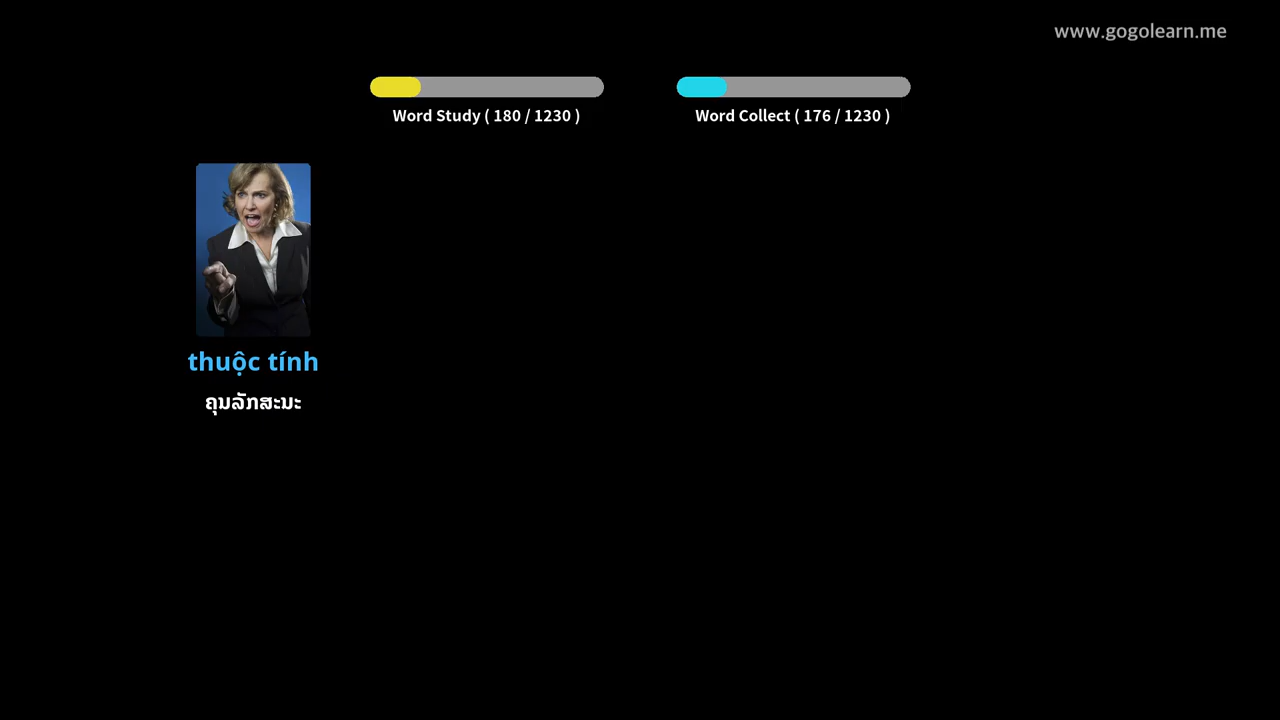 www.gogolearn.me
Word Study ( 180 / 1230 )
Word Collect ( 176 / 1230 )
thuộc tính
ຄຸນລັກສະນະ